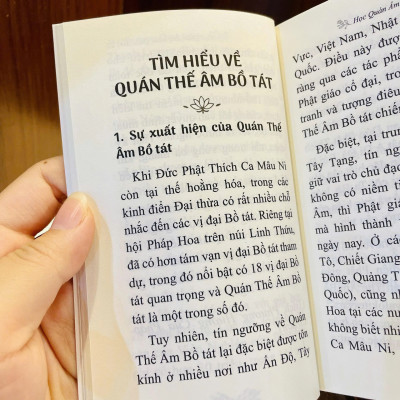 TÌM HIỂU VỀ
QUÁN THẾ ÂM BỒ TÁT
1. Sự xuất hiện của Quán Thế
Âm Bồ tát
Khi Đức Phật Thích Ca Mâu Ni
còn tại thế hoằng hóa, trong các
kinh điển Đại thừa có rất nhiều chỗ
nhắc đến các vị đại Bồ tát. Riêng tại
hội Pháp Hoa trên núi Linh Thứu,
đã có hơn tám vạn vị đại Bồ tát tham
dự, trong đó nổi bật có 18 vị đại Bồ
tát quan trọng và Quán Thế Âm Bồ
tát là một trong số đó.
Tuy nhiên, tín ngưỡng về Quán
Thế Âm Bồ tát lại đặc biệt được tôn
kính ở nhiều nơi như Ấn Độ, Tây
Học Quán Âm
Vực, Việt Nam, Nhật
Quốc. Điều này được
ràng qua các tác phẩ
Phật giáo cổ đại, tro
tranh và tượng điêu
Thế Âm Bồ tát chiế
Đặc biệt, tại trun
Tây Tạng, tín ngư
giữ vai trò chủ đạ
không có niềm ti
Âm, thì Phật giá
mà hình thành
ngày nay. Ở cá
Tô, Chiết Giang
Đông, Quảng T
Quốc), cũng nh
Hoa tại các nư
không biết nhi
Ca Mâu Ni,